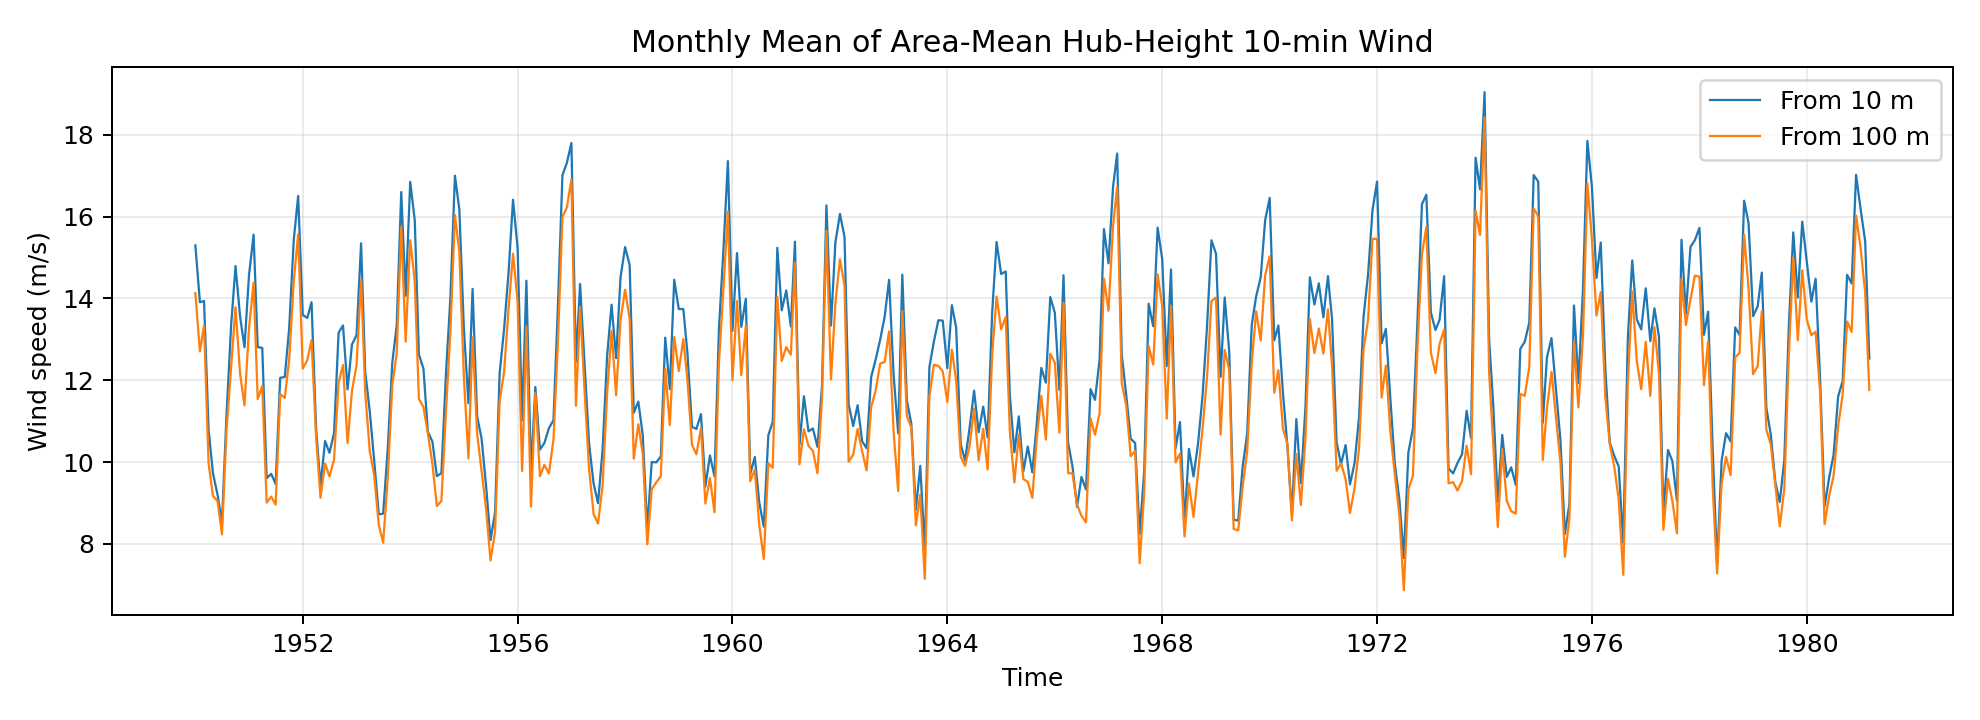 Monthly Mean of Area-Mean Hub-Height 10-min Wind
From 10 m
From 100 m
Wind speed (m/s)
18
16
14
12
10
8
1952 1956 1960 1964 1968 1972 1976 1980
Time